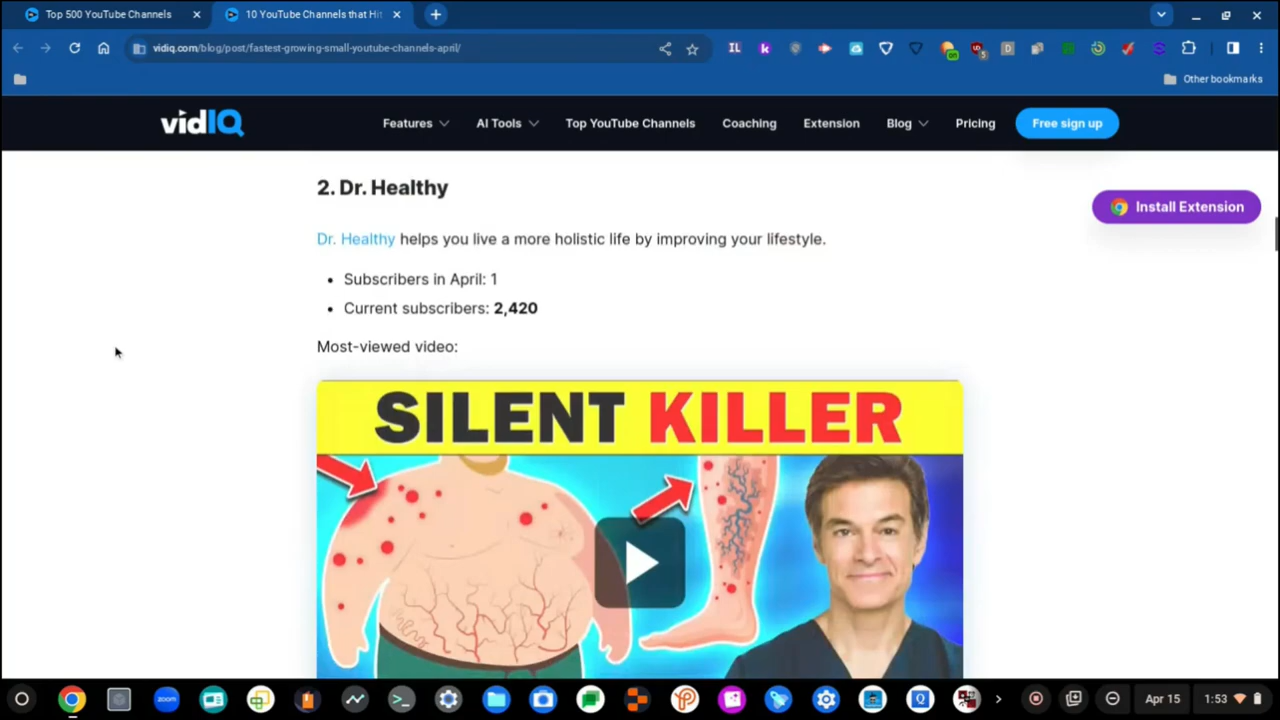 Top 500 YouTube Channels
10 YouTube Channels that Hit
vidiq.com/blog/post/fastest-growing-small-youtube-channels-april/
Other bookmarks
vidIQ
Features
AI Tools
Top YouTube Channels
Coaching
Extension
Blog
Pricing
Free sign up
Install Extension
2. Dr. Healthy
Dr. Healthy helps you live a more holistic life by improving your lifestyle.
• Subscribers in April: 1
• Current subscribers: 2,420
Most-viewed video:
SILENT KILLER
zoom
Apr 15
1:53